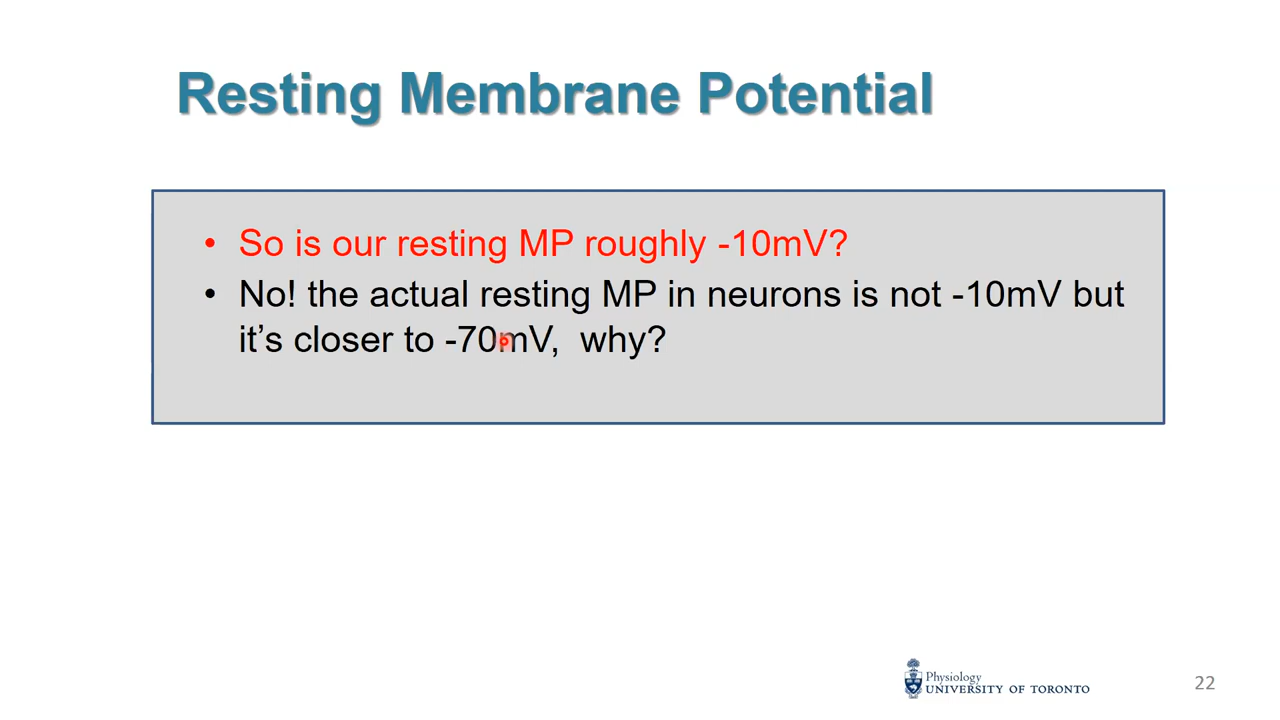 Resting Membrane Potential
• So is our resting MP roughly -10mV?
• No! the actual resting MP in neurons is not -10mV but
it’s closer to -70mV, why?
Physiology
UNIVERSITY OF TORONTO
22